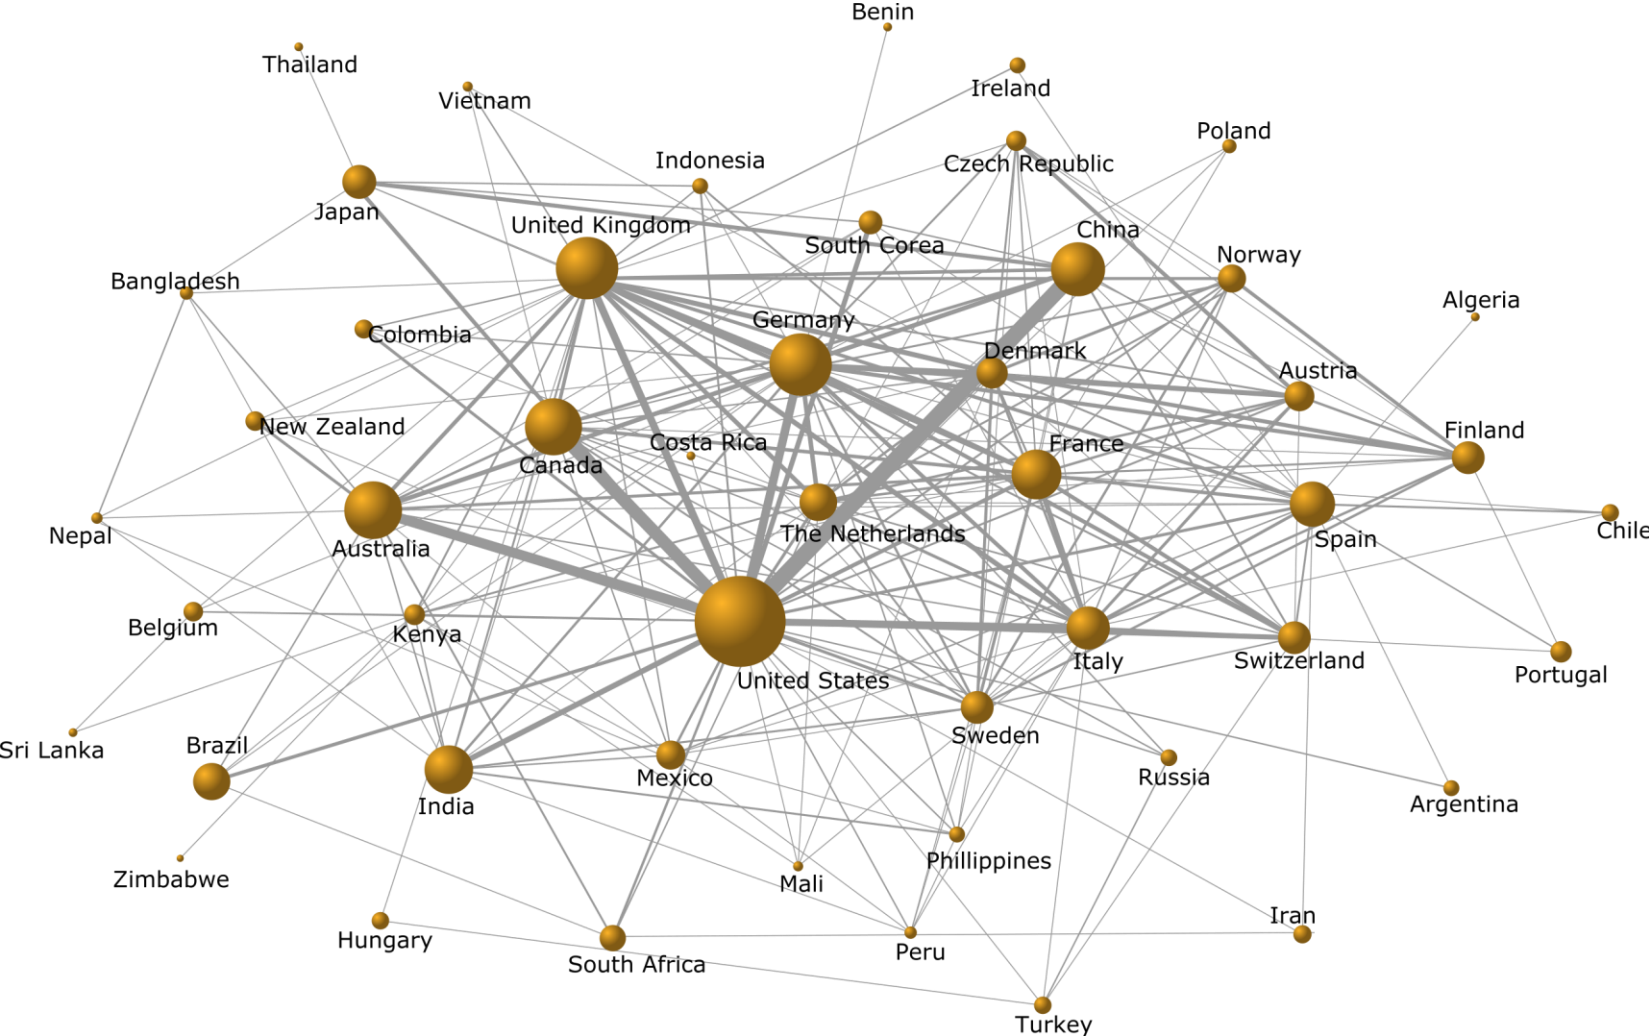 Benin
Thailand
Ireland
Vietnam
Poland
Indonesia
Czech Republic
Japan
United Kingdom
China
South Corea
Norway
Bangladesh
Algeria
Germany
Colombia
Denmark
Austria
New Zealand
Costa Rica
France
Finland
Canada
Nepal
The Netherlands
Chile
Australia
Spain
Belgium
Kenya
Italy
Switzerland
United States
Portugal
Sweden
Sri Lanka
Brazil
Mexico
Russia
India
Argentina
Phillippines
Zimbabwe
Mali
Iran
Hungary
Peru
South Africa
Turkey